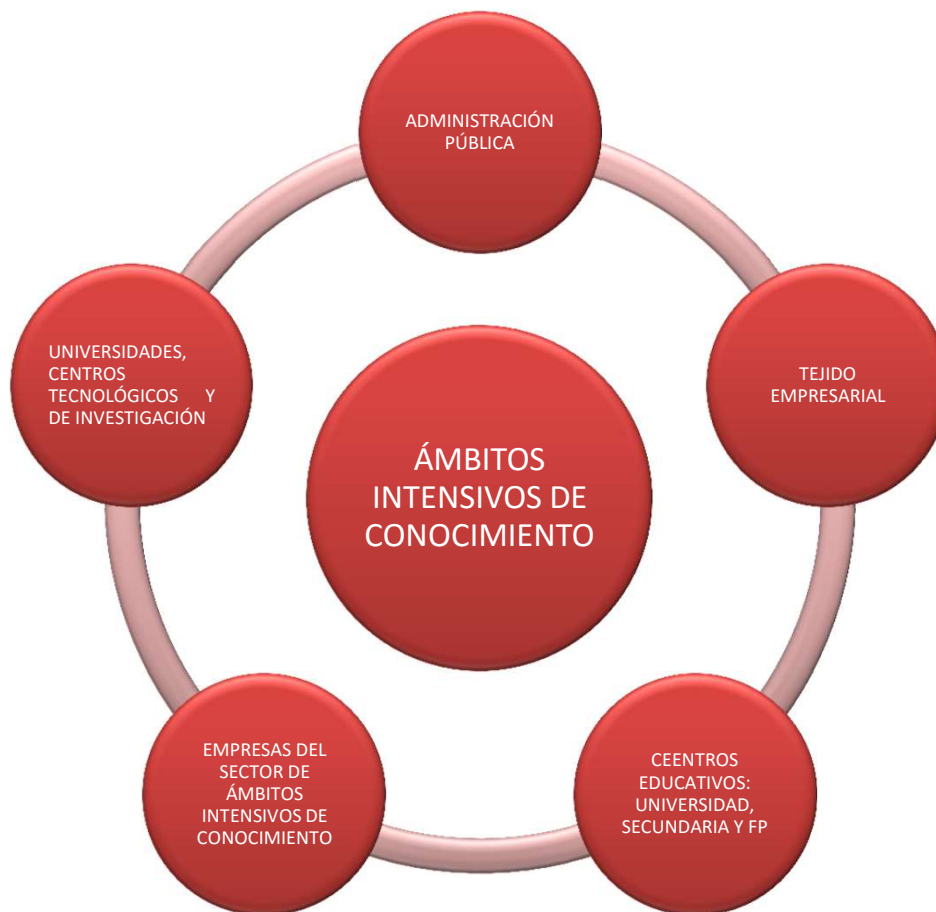 ADMINISTRACIÓN
PÚBLICA
TEJIDO
EMPRESARIAL
CEENTROS
EDUCATIVOS:
UNIVERSIDAD,
SECUNDARIA Y FP
EMPRESAS DEL
SECTOR DE
ÁMBITOS
INTENSIVOS DE
CONOCIMIENTO
UNIVERSIDADES,
CENTROS
TECNOLÓGICOS Y
DE INVESTIGACIÓN
ÁMBITOS
INTENSIVOS DE
CONOCIMIENTO